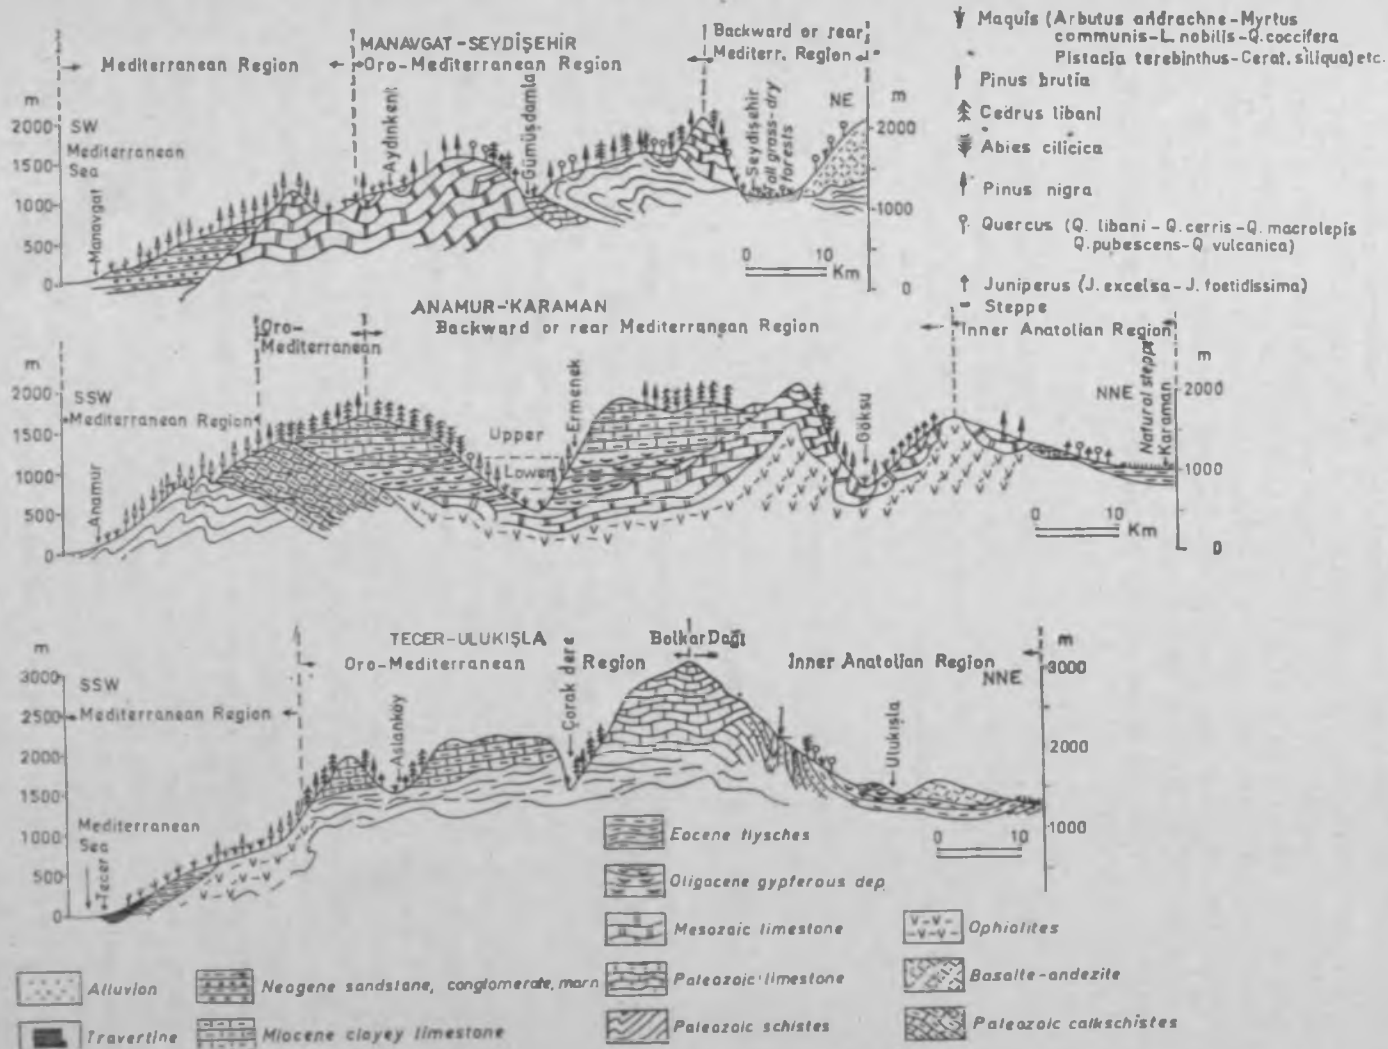 MANAVGAT-SEYDİŞEHİR
Mediterranean Region
Oro-Mediterranean Region
Backward or rear
Mediterr. Region
m
2000
1500
1000
500
0
SW
Mediterranean
Sea
Manavgat
Aydınkent
Gümüşdamla
Seydişehir
all grass-dry
forests
NE
m
2000
1000
0
0 10
Km
Maquis (Arbutus andrachne-Myrtus
communis-L. nobilis-Q.coccifera
Pistacia terebinthus-Cerat. siliqua) etc.
Pinus brutia
Cedrus libani
Abies cilicica
Pinus nigra
Quercus (Q. libani-Q.cerris-Q. macrolepis
Q.pubescens-Q vulcanica)
Juniperus (J. excelsa-J. foetidissima)
Steppe
ANAMUR-KARAMAN
Oro-
Mediterranean
Backward or rear Mediterranean Region
Inner Anatolian Region
m
2000
1500
1000
500
0
SSW
Mediterranean Region
Anamur
Upper
Lower
Ermenek
Göksu
NNE
Natural steppe
Karaman
m
2000
1000
0
0 10
Km
TECER-ULUKIŞLA
Oro-Mediterranean Region
Bolkar Dağı
Inner Anatolian Region
m
3000
2500
2000
1500
1000
500
0
SSW
Mediterranean Region
Mediterranean
Sea
Tecer
Aslanköy
Çorak dere
Ulukışla
NNE
m
3000
2000
1000
0 10
Eocene flysches
Oligacene gypferous dep.
Mesozoic limestone
Paleozoic limestone
Paleozoic schistes
Ophiolites
Basalte-andezite
Paleozoic calkschistes
Alluvion
Travertine
Neogene sandstane, conglomerate, marn
Miocene clayey limestone